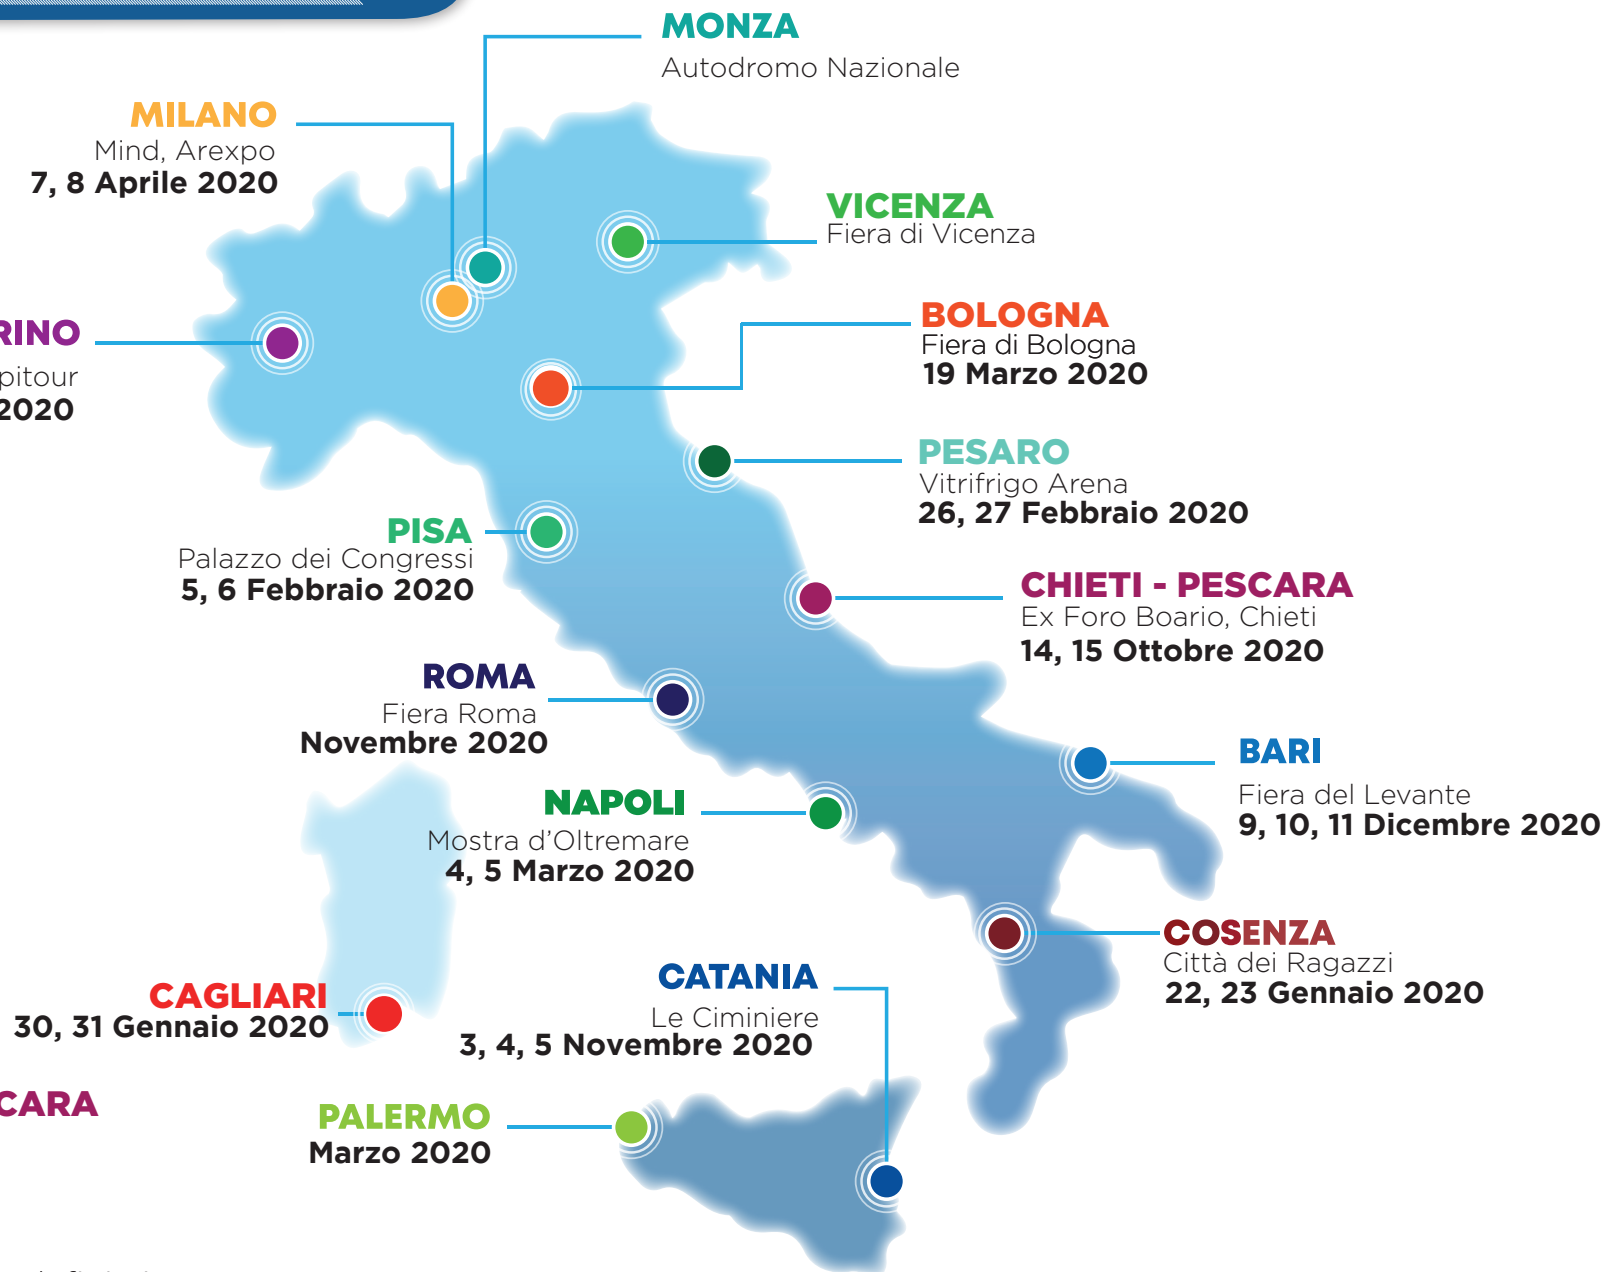 MONZA
Autodromo Nazionale
MILANO
Mind, Arexpo
7, 8 Aprile 2020
VICENZA
Fiera di Vicenza
RINO
pitour
2020
BOLOGNA
Fiera di Bologna
19 Marzo 2020
PESARO
Vitrifrigo Arena
26, 27 Febbraio 2020
PISA
Palazzo dei Congressi
5, 6 Febbraio 2020
CHIETI - PESCARA
Ex Foro Boario, Chieti
14, 15 Ottobre 2020
ROMA
Fiera Roma
Novembre 2020
BARI
Fiera del Levante
9, 10, 11 Dicembre 2020
NAPOLI
Mostra d’Oltremare
4, 5 Marzo 2020
COSENZA
Città dei Ragazzi
22, 23 Gennaio 2020
CATANIA
Le Ciminiere
3, 4, 5 Novembre 2020
CAGLIARI
30, 31 Gennaio 2020
CARA
PALERMO
Marzo 2020